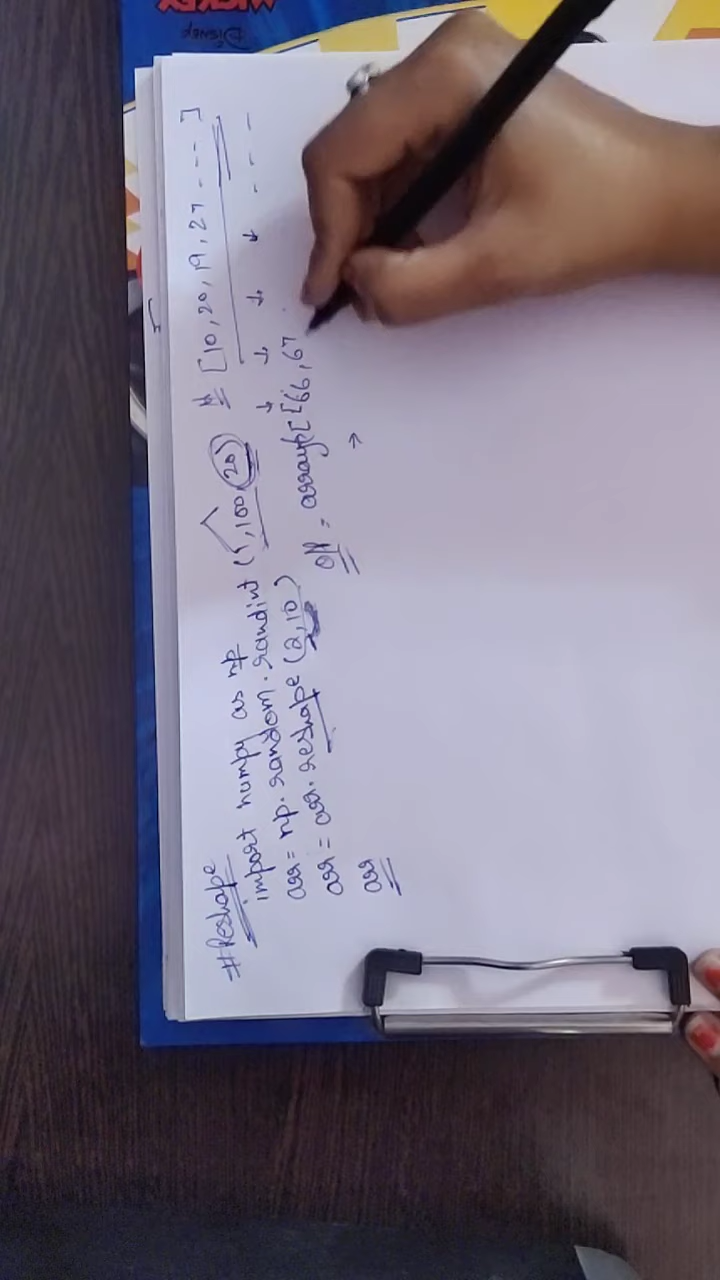 #Reshape
import numpy as np
[10, 20, 19, 27 - - - ]
arr = np.random.randint (1, 100, 20)
arr = arr.reshape (2, 10)
arr
o/p = array[[66, 67
Disney